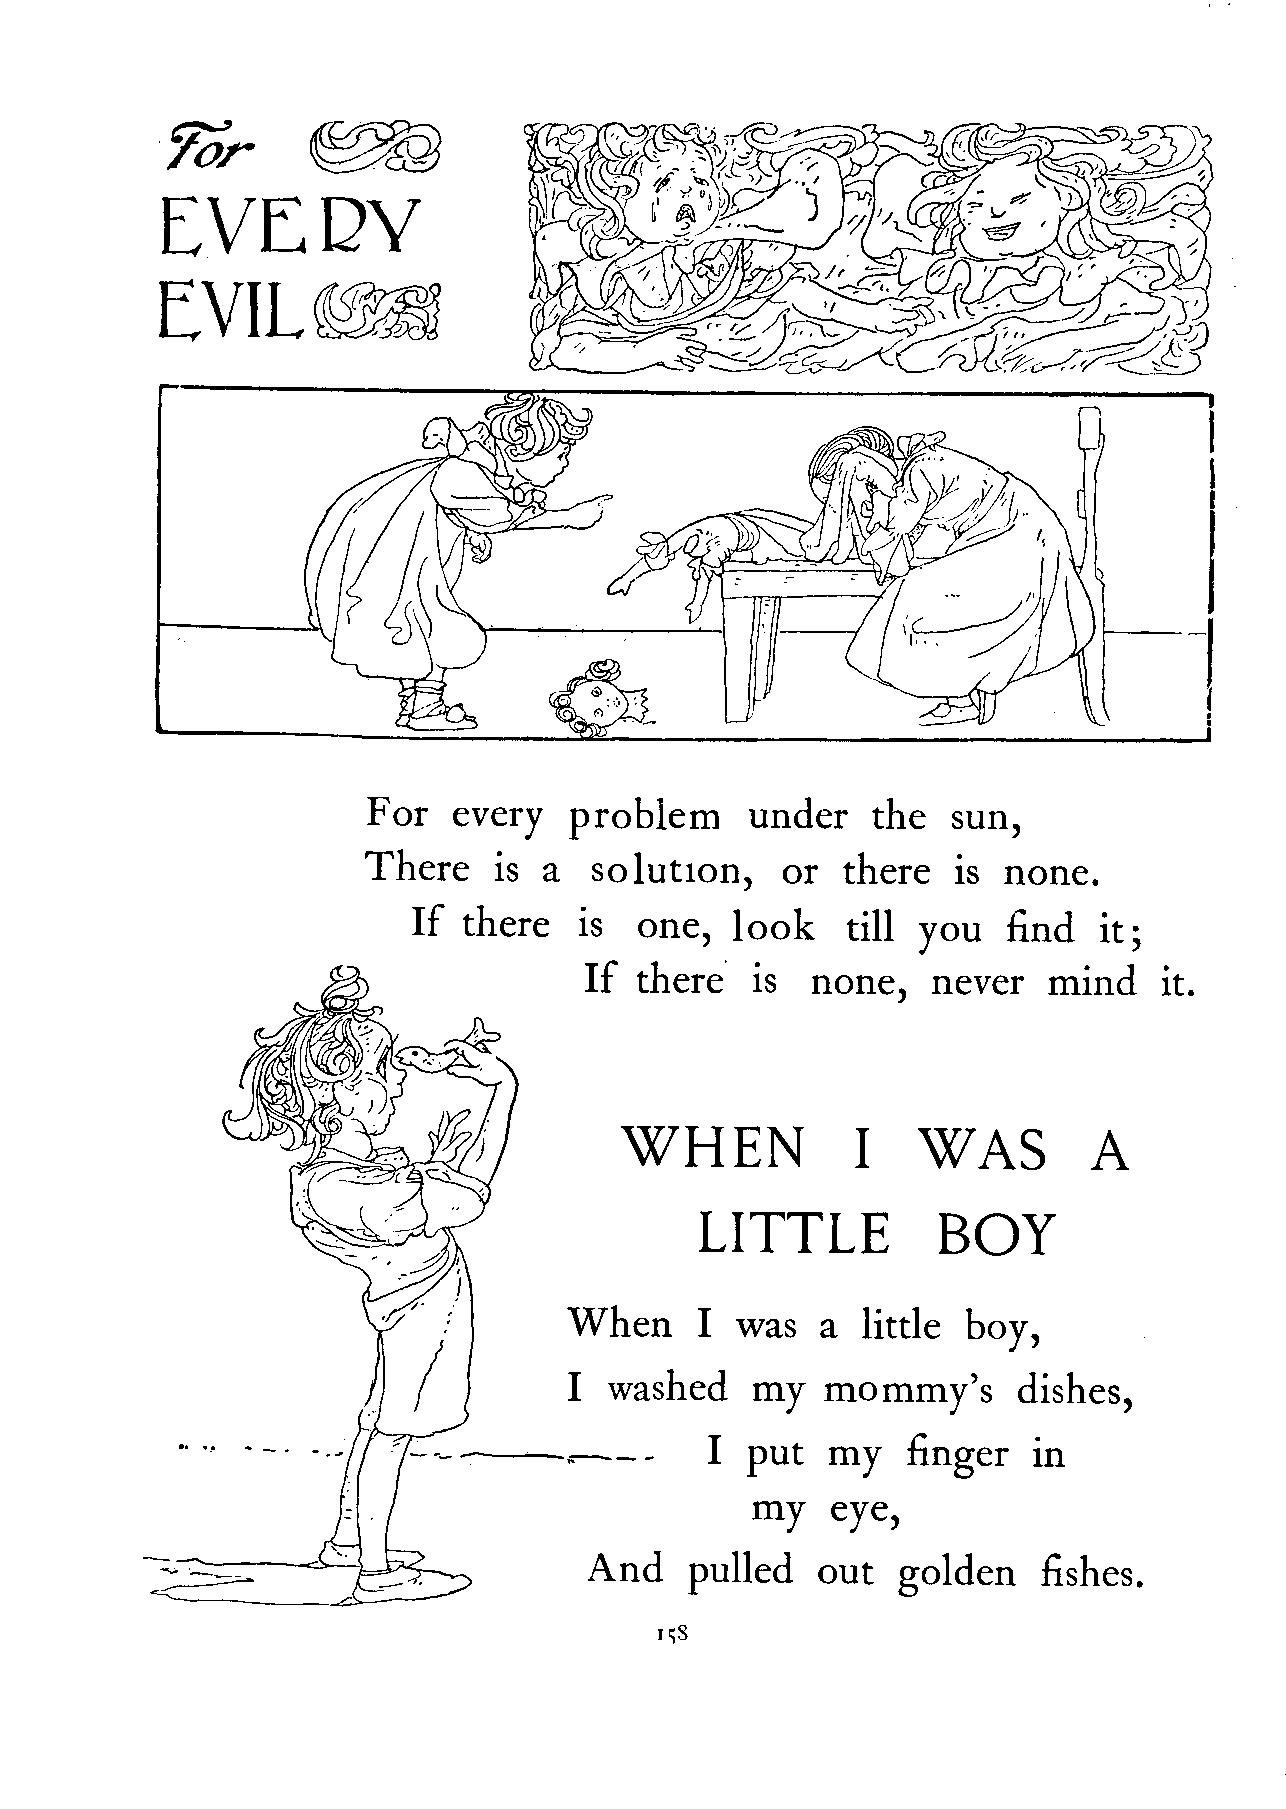 For
EVERY
EVIL
For every problem under the sun,
There is a solution, or there is none.
If there is one, look till you find it;
If there is none, never mind it.
WHEN I WAS A
LITTLE BOY
When I was a little boy,
I washed my mommy's dishes,
I put my finger in
my eye,
And pulled out golden fishes.
158